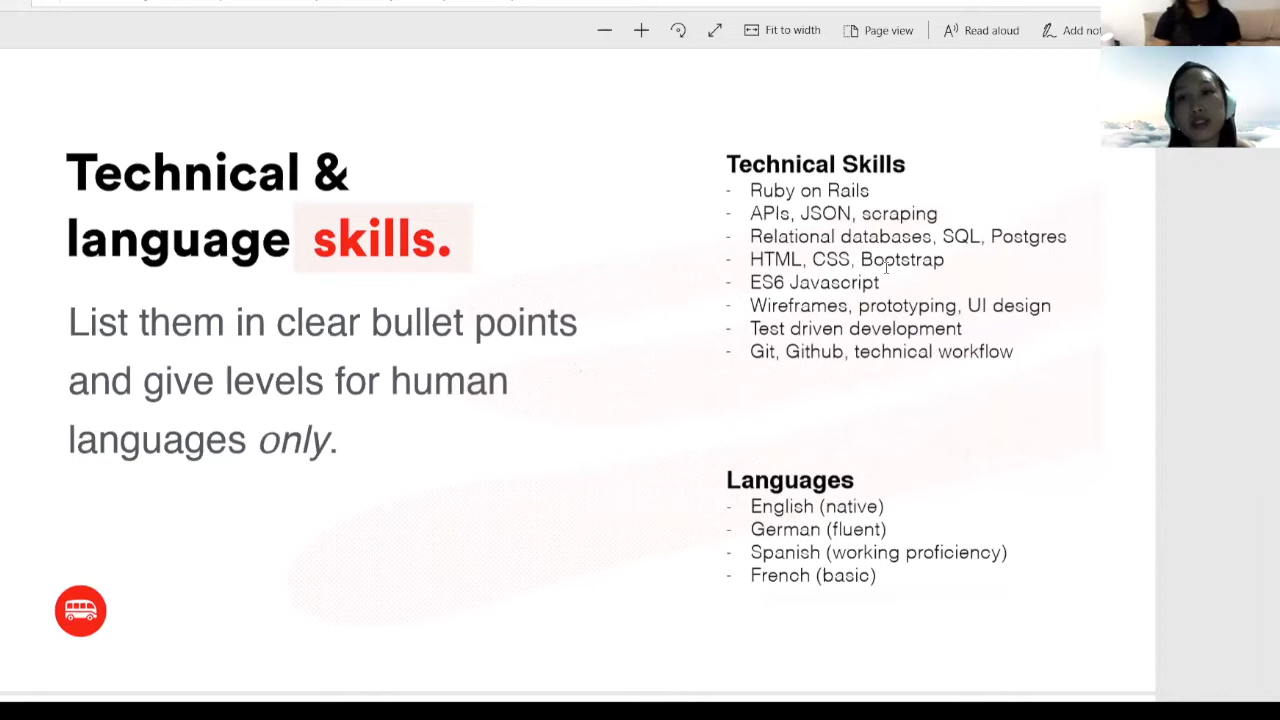 Fit to width
Page view
Read aloud
Add not
Technical &
language skills.
List them in clear bullet points
and give levels for human
languages only.
Technical Skills
- Ruby on Rails
- APIs, JSON, scraping
- Relational databases, SQL, Postgres
- HTML, CSS, Bootstrap
- ES6 Javascript
- Wireframes, prototyping, UI design
- Test driven development
- Git, Github, technical workflow
Languages
- English (native)
- German (fluent)
- Spanish (working proficiency)
- French (basic)